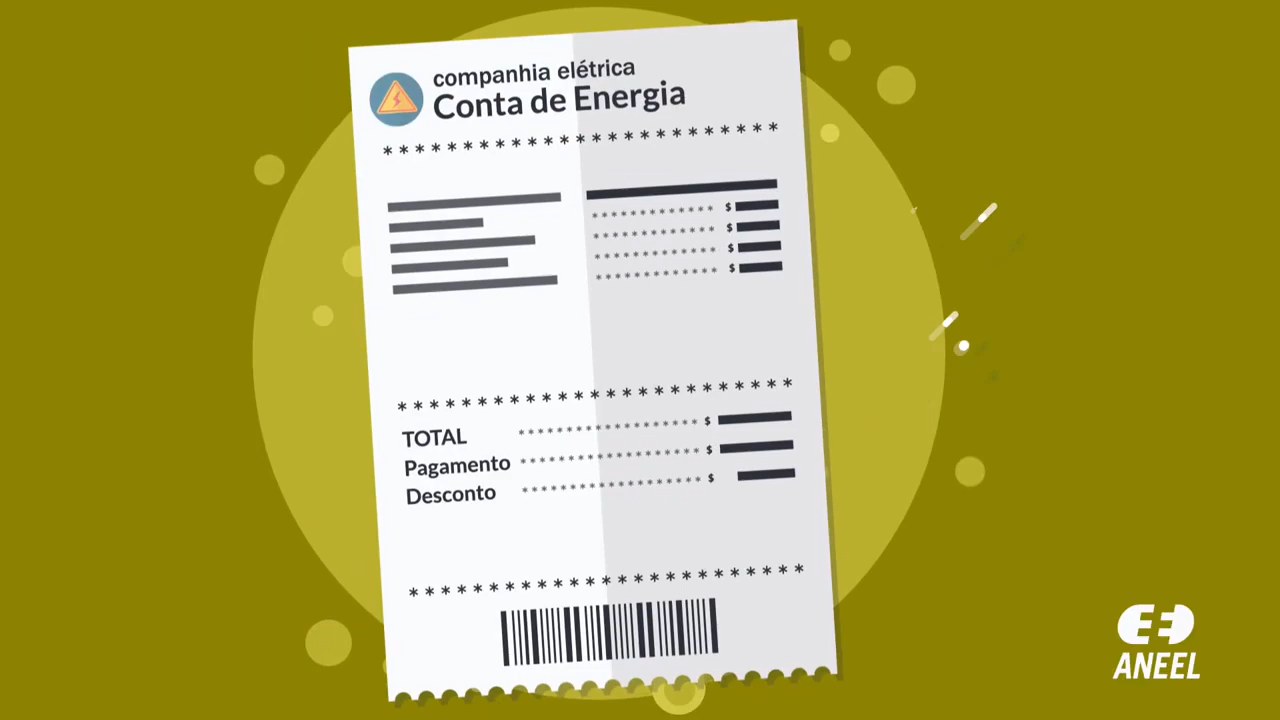 companhia elétrica
Conta de Energia
* * * * * * * * * * * * * * * * * * * * * * * * *
* * * * * * * * * * * * $
* * * * * * * * * * * * $
* * * * * * * * * * * * $
* * * * * * * * * * * * $
* * * * * * * * * * * * * * * * * * * * * * * * *
TOTAL * * * * * * * * * * * * * * * * * * $
Pagamento * * * * * * * * * * * * * * * * * * $
Desconto * * * * * * * * * * * * * * * * * * $
* * * * * * * * * * * * * * * * * * * * * * * * *
ANEEL